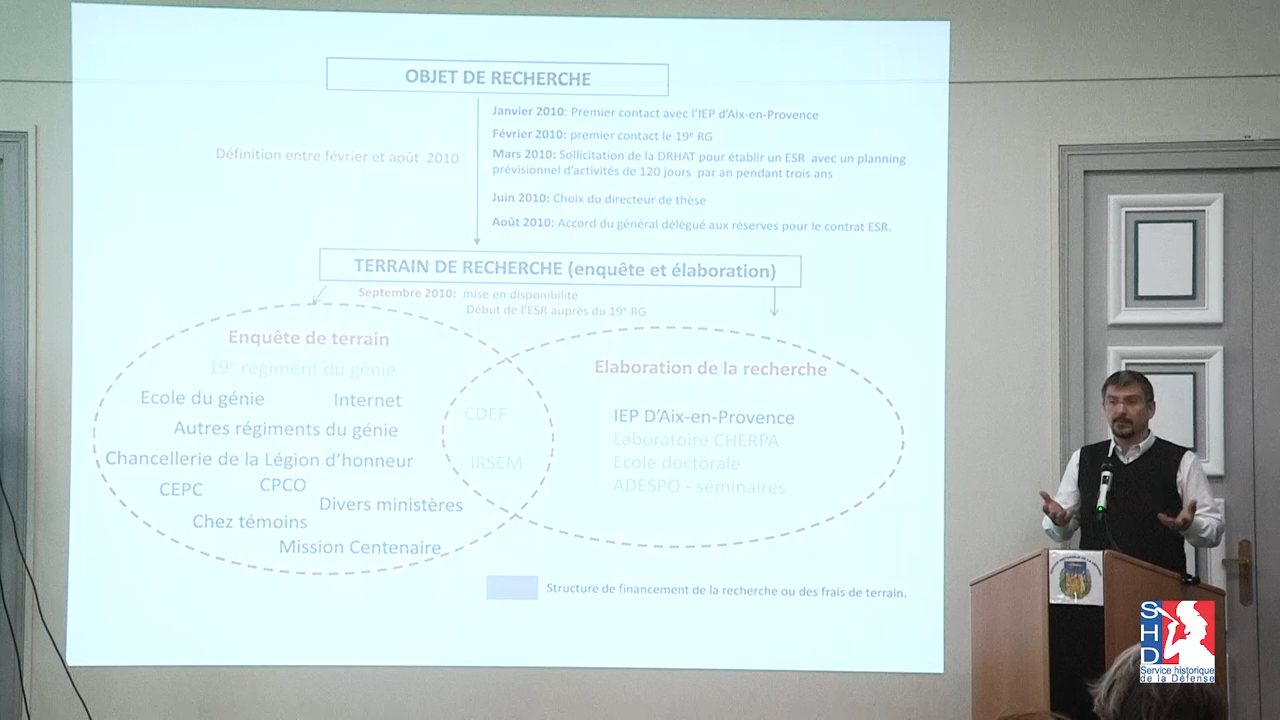 OBJET DE RECHERCHE
Janvier 2010: Premier contact avec l'IEP d'Aix-en-Provence
Février 2010: premier contact le 19e RG
Définition entre février et août 2010
Mars 2010: Sollicitation de la DRHAT pour établir un ESR avec un planning
prévisionnel d'activités de 120 jours par an pendant trois ans
Juin 2010: Choix du directeur de thèse
Août 2010: Accord du général délégué aux réserves pour le contrat ESR.
TERRAIN DE RECHERCHE (enquête et élaboration)
Septembre 2010: mise en disponibilité
Début de l'ESR auprès du 19e RG
Enquête de terrain
19e régiment du génie
Ecole du génie Internet
Autres régiments du génie
Chancellerie de la Légion d'honneur
CEPC CPCO
Divers ministères
Chez témoins
Mission Centenaire
CDEF
IRSEM
Elaboration de la recherche
IEP D'Aix-en-Provence
Laboratoire CHERPA
Ecole doctorale
ADESPO - séminaires
Structure de financement de la recherche ou des frais de terrain.
SHD
Service historique
de la Défense